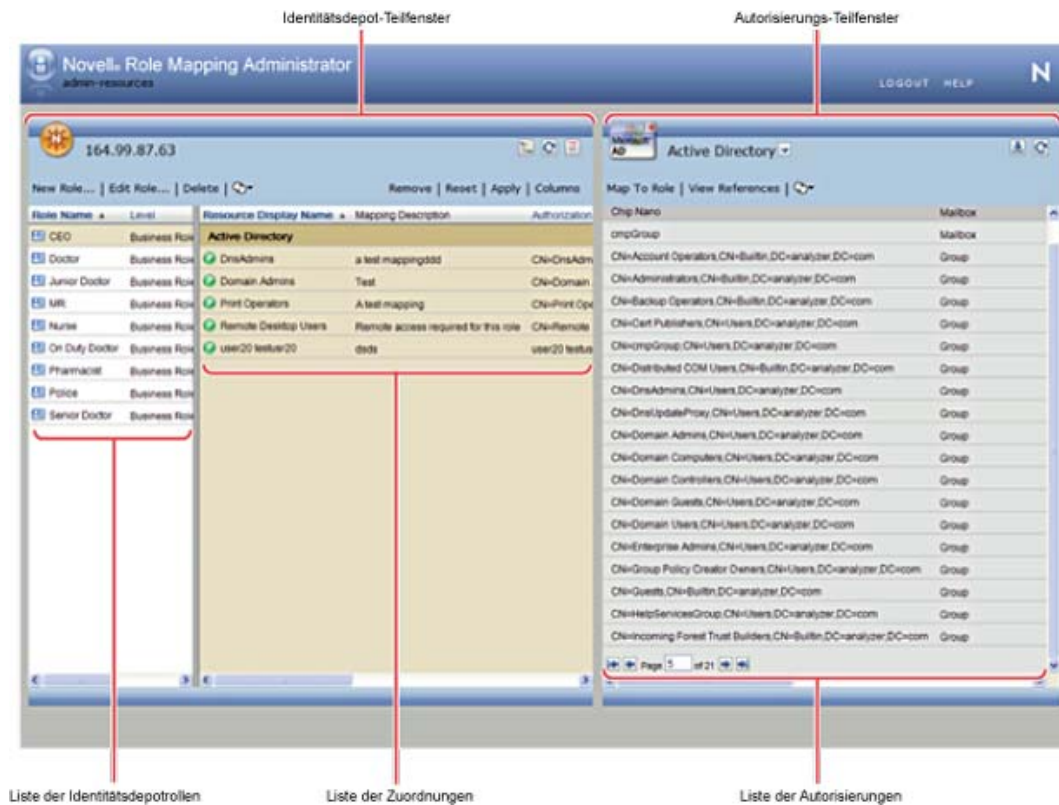 Identitätsdepot-Teilfenster
Autorisierungs-Teilfenster
Novell® Role Mapping Administrator
admin-resources
LOGOUT HELP
N
164.99.87.63
New Role... | Edit Role... | Delete |
Remove | Reset | Apply | Columns
Microsoft AD
Active Directory
Map To Role | View References |
Role Name Level
CEO Business Role
Doctor Business Role
Junior Doctor Business Role
MR Business Role
Nurse Business Role
On Duty Doctor Business Role
Pharmacist Business Role
Police Business Role
Senior Doctor Business Role
Resource Display Name Mapping Description Authorization
Active Directory
DnsAdmins a test mappingddd CN=DnsAdm
Domain Admins Test CN=Domain
Print Operators A test mapping CN=Print Ope
Remote Desktop Users Remote access required for this role CN=Remote
user20 testusr20 dsds user20 testus
Chip Nano Mailbox
cmpGroup Mailbox
CN=Account Operators,CN=Builtin,DC=analyzer,DC=com Group
CN=Administrators,CN=Builtin,DC=analyzer,DC=com Group
CN=Backup Operators,CN=Builtin,DC=analyzer,DC=com Group
CN=Cert Publishers,CN=Users,DC=analyzer,DC=com Group
CN=cmpGroup,CN=Users,DC=analyzer,DC=com Group
CN=Distributed COM Users,CN=Builtin,DC=analyzer,DC=com Group
CN=DnsAdmins,CN=Users,DC=analyzer,DC=com Group
CN=DnsUpdateProxy,CN=Users,DC=analyzer,DC=com Group
CN=Domain Admins,CN=Users,DC=analyzer,DC=com Group
CN=Domain Computers,CN=Users,DC=analyzer,DC=com Group
CN=Domain Controllers,CN=Users,DC=analyzer,DC=com Group
CN=Domain Guests,CN=Users,DC=analyzer,DC=com Group
CN=Domain Users,CN=Users,DC=analyzer,DC=com Group
CN=Enterprise Admins,CN=Users,DC=analyzer,DC=com Group
CN=Group Policy Creator Owners,CN=Users,DC=analyzer,DC=com Group
CN=Guests,CN=Builtin,DC=analyzer,DC=com Group
CN=HelpServicesGroup,CN=Users,DC=analyzer,DC=com Group
CN=Incoming Forest Trust Builders,CN=Builtin,DC=analyzer,DC=com Group
Page 5 of 21
Liste der Identitätsdepotrollen
Liste der Zuordnungen
Liste der Autorisierungen